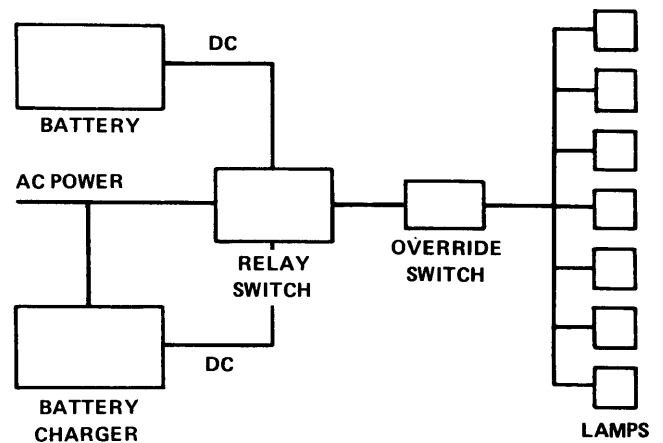 DC
BATTERY
AC POWER
RELAY
SWITCH
OVERRIDE
SWITCH
DC
BATTERY
CHARGER
LAMPS